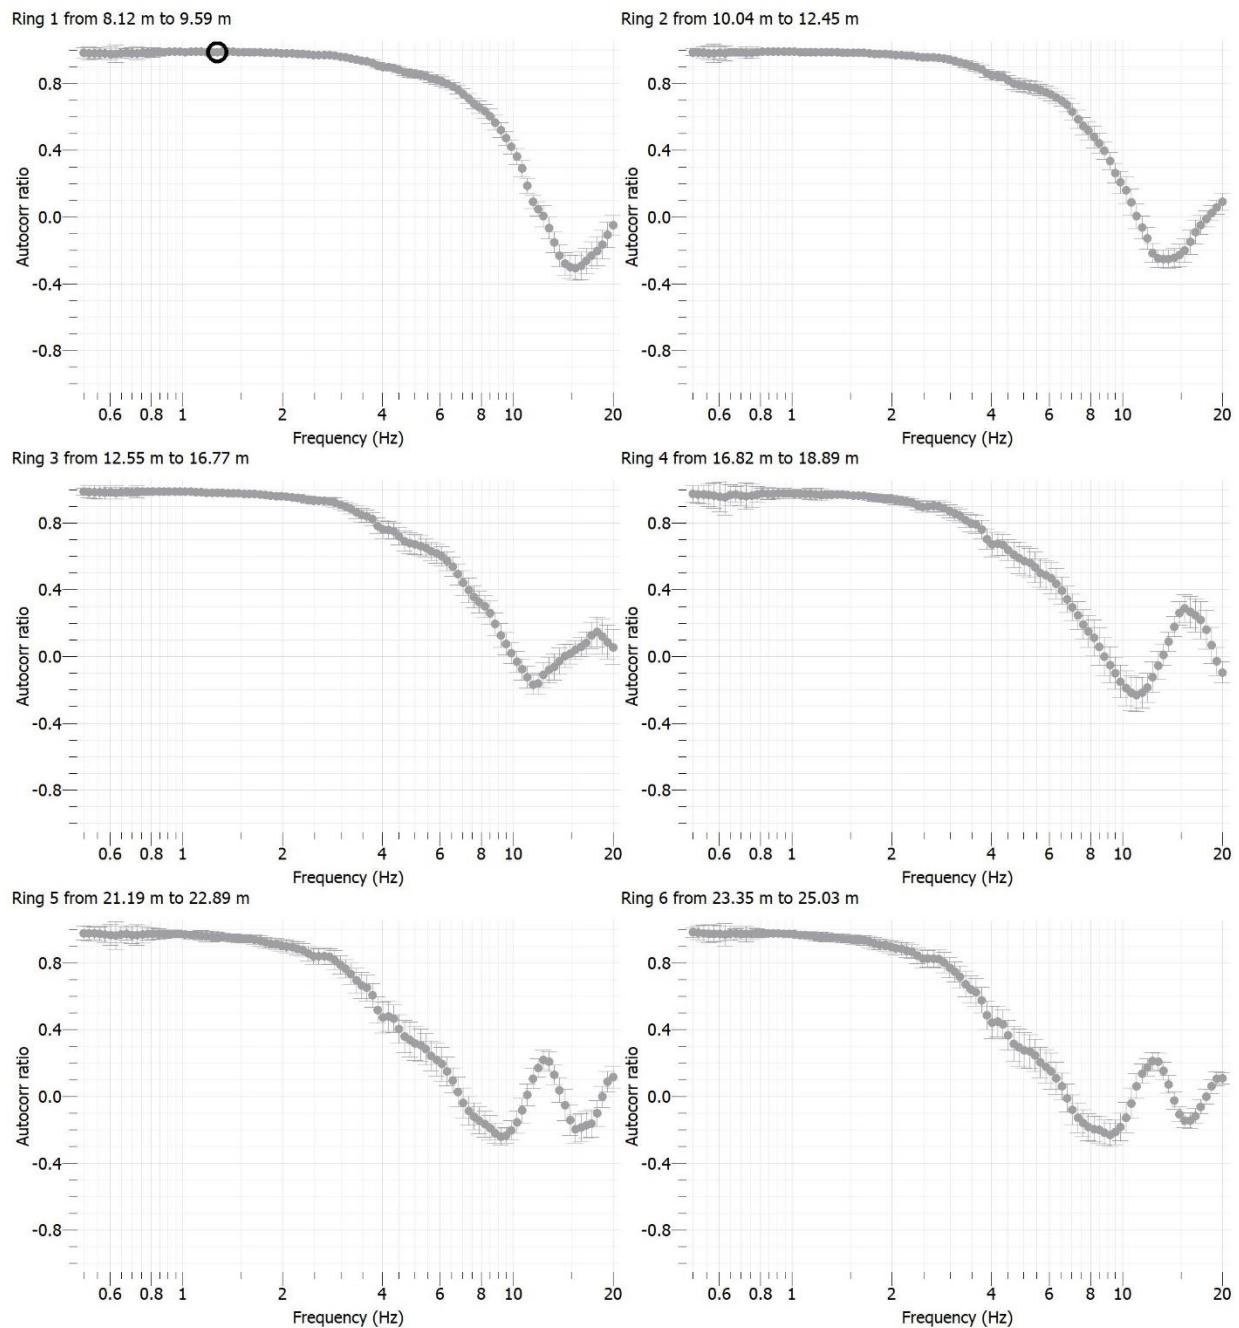 Ring 1 from 8.12 m to 9.59 m
Autocorr ratio
0.8
0.4
0.0
-0.4
-0.8
0.6 0.8 1 2 4 6 8 10 20
Frequency (Hz)
Ring 2 from 10.04 m to 12.45 m
Autocorr ratio
0.8
0.4
0.0
-0.4
-0.8
0.6 0.8 1 2 4 6 8 10 20
Frequency (Hz)
Ring 3 from 12.55 m to 16.77 m
Autocorr ratio
0.8
0.4
0.0
-0.4
-0.8
0.6 0.8 1 2 4 6 8 10 20
Frequency (Hz)
Ring 4 from 16.82 m to 18.89 m
Autocorr ratio
0.8
0.4
0.0
-0.4
-0.8
0.6 0.8 1 2 4 6 8 10 20
Frequency (Hz)
Ring 5 from 21.19 m to 22.89 m
Autocorr ratio
0.8
0.4
0.0
-0.4
-0.8
0.6 0.8 1 2 4 6 8 10 20
Frequency (Hz)
Ring 6 from 23.35 m to 25.03 m
Autocorr ratio
0.8
0.4
0.0
-0.4
-0.8
0.6 0.8 1 2 4 6 8 10 20
Frequency (Hz)